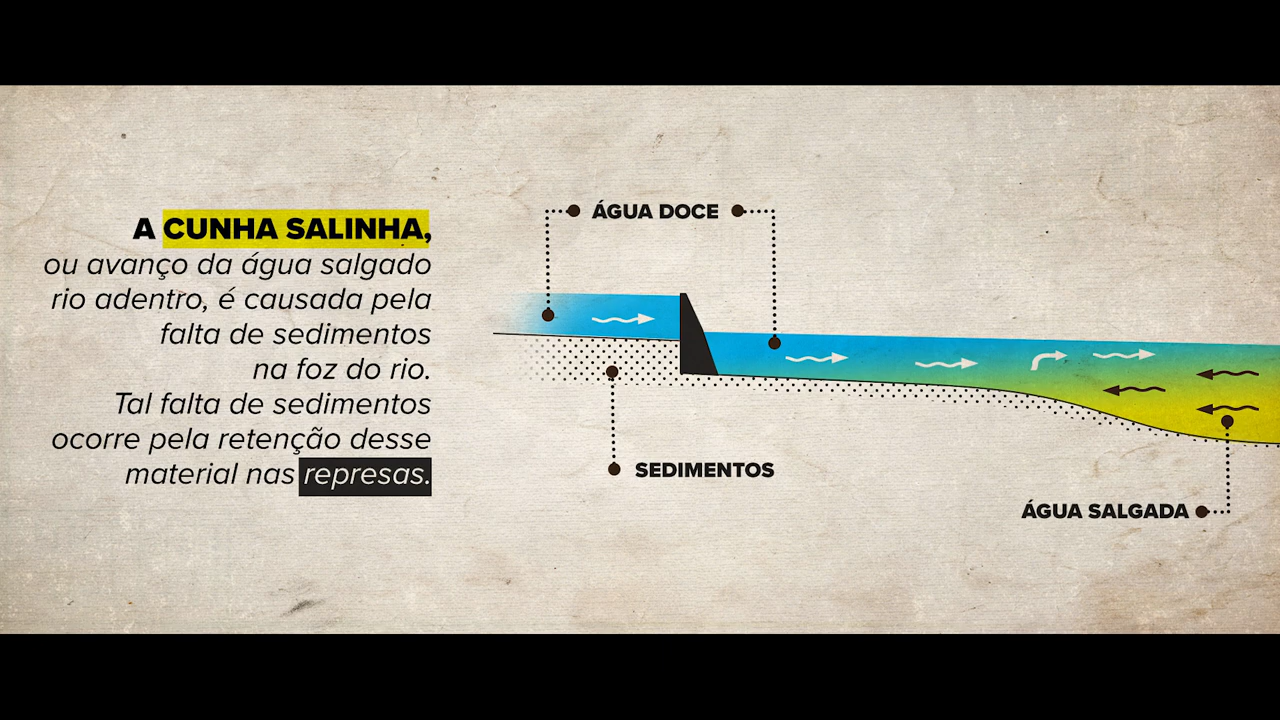 A CUNHA SALINHA,
ou avanço da água salgado
rio adentro, é causada pela
falta de sedimentos
na foz do rio.
Tal falta de sedimentos
ocorre pela retenção desse
material nas represas.
ÁGUA DOCE
SEDIMENTOS
ÁGUA SALGADA